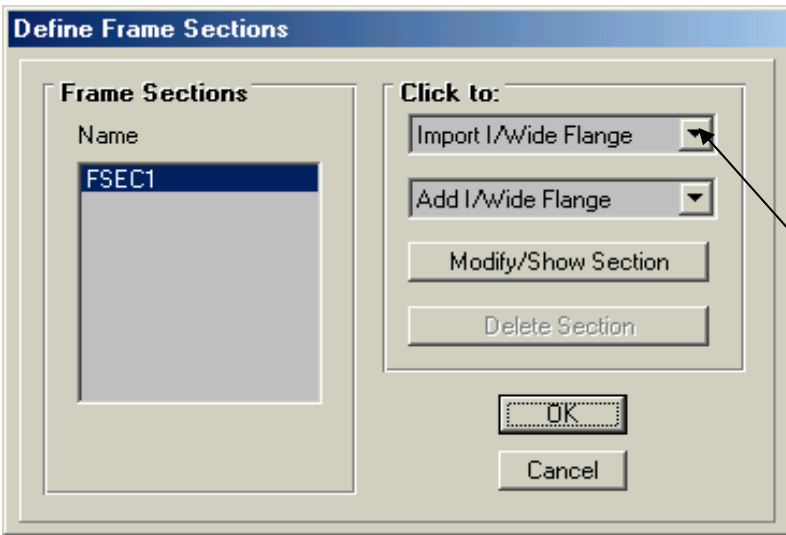 Define Frame Sections
Frame Sections
Name
FSEC1
Click to:
Import I/Wide Flange
Add I/Wide Flange
Modify/Show Section
Delete Section
OK
Cancel